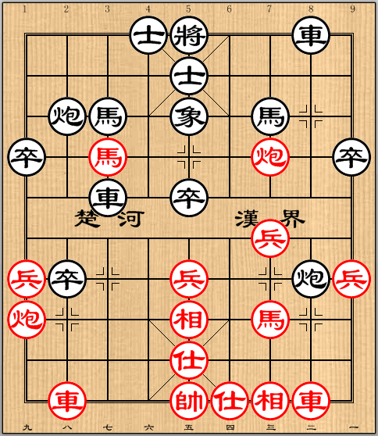 1 2 3 4 5 6 7 8 9
士 將 車
士
炮 馬 象 馬
卒 馬 炮 卒
車 卒
楚 河 漢 界
兵
兵 卒 兵 炮 兵
炮 相 馬
仕
車 帥 仕 相 車
九 八 七 六 五 四 三 二 一